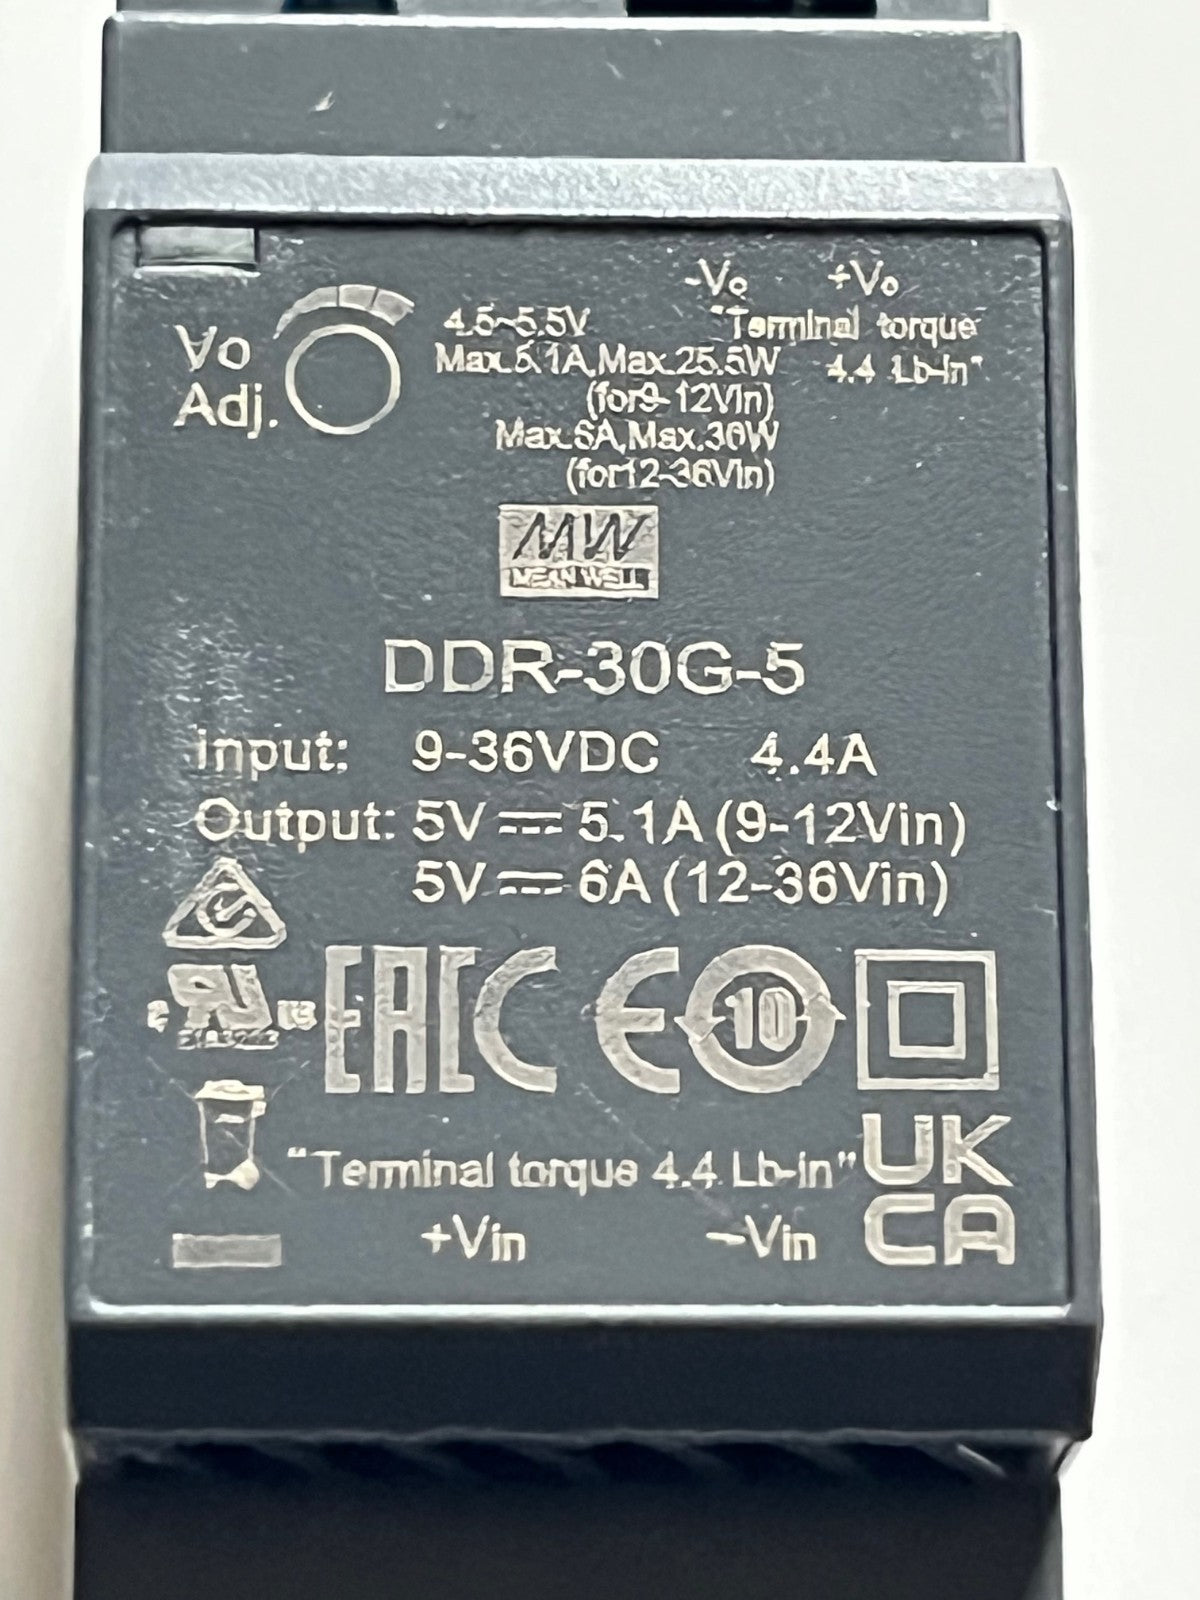 -Vo +Vo
Vo
Adj.
4.5~5.5V
Max.5.1A,Max.25.5W
(for9-12Vin)
Max.6A,Max.30W
(for12-36Vin)
"Terminal torque
4.4 Lb-in"
MW
MEAN WELL
DDR-30G-5
Input: 9-36VDC 4.4A
Output: 5V⎓5.1A(9-12Vin)
5V⎓6A(12-36Vin)
EAC CE 10
c RU US
"Terminal torque 4.4 Lb-in"
UK
CA
+Vin -Vin